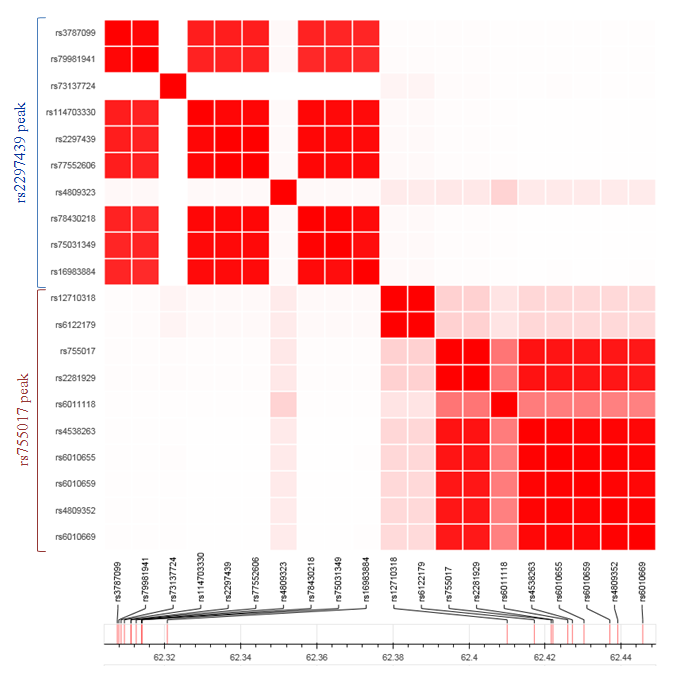 rs2297439 peak
rs755017 peak
rs3787099
rs79981941
rs73137724
rs114703330
rs2297439
rs77552606
rs4809323
rs78430218
rs75031349
rs16983884
rs12710318
rs6122179
rs755017
rs2281929
rs6011118
rs4538263
rs6010655
rs6010659
rs4809352
rs6010669
rs3787099
rs79981941
rs73137724
rs114703330
rs2297439
rs77552606
rs4809323
rs78430218
rs75031349
rs16983884
rs12710318
rs6122179
rs755017
rs2281929
rs6011118
rs4538263
rs6010655
rs6010659
rs4809352
rs6010669
62.32 62.34 62.36 62.38 62.4 62.42 62.44